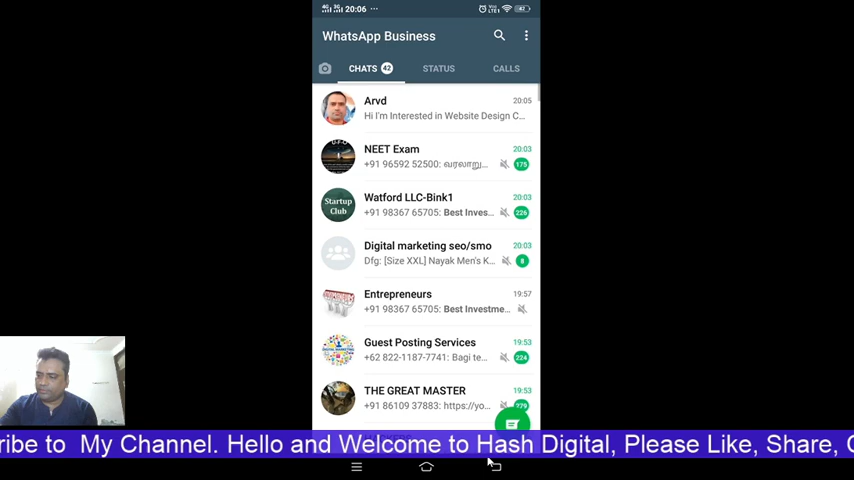 20:06 ...
WhatsApp Business
CHATS 42 STATUS CALLS
Arvd 20:05
Hi I'm Interested in Website Design C...
NEET Exam 20:03
+91 96592 52500: வரலாறு... 175
Startup Club
Watford LLC-Bink1 20:03
+91 98367 65705: Best Inves... 226
Digital marketing seo/smo 20:03
Dfg: [Size XXL] Nayak Men's K... 8
Entrepreneurs 19:57
+91 98367 65705: Best Investme...
Guest Posting Services 19:53
+62 822-1187-7741: Bagi te... 224
THE GREAT MASTER 19:53
+91 86109 37883: https://yo... 279
ribe to My Channel. Hello and Welcome to Hash Digital, Please Like, Share,